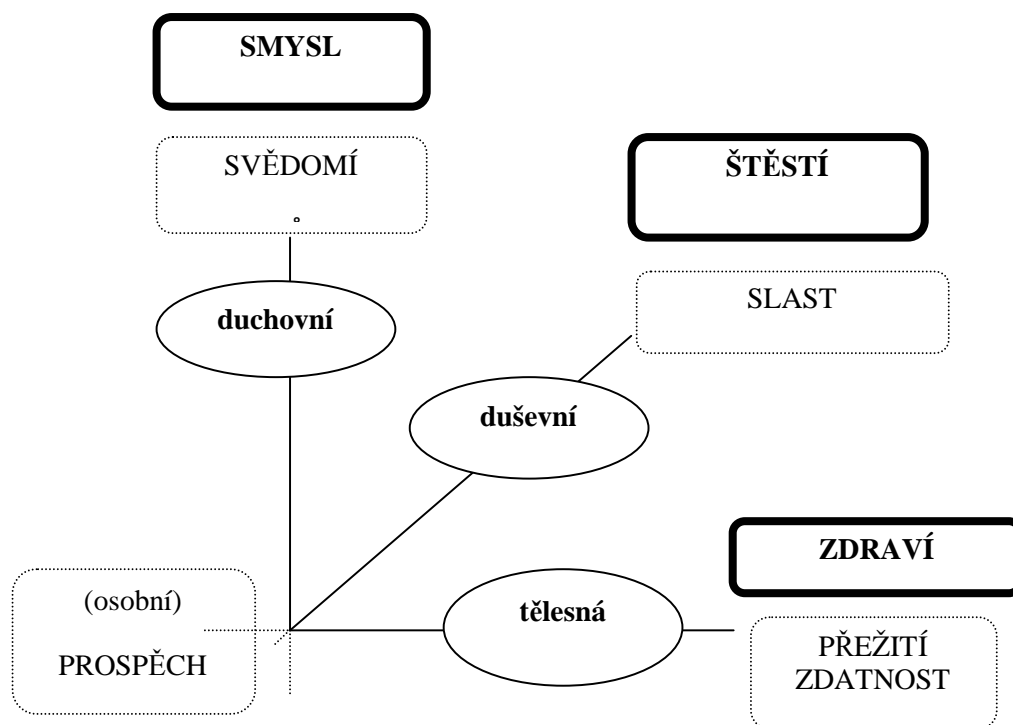 SMYSL
SVĚDOMÍ
ŠTĚSTÍ
SLAST
duchovní
duševní
ZDRAVÍ
(osobní)
PROSPĚCH
tělesná
PŘEŽITÍ
ZDATNOST